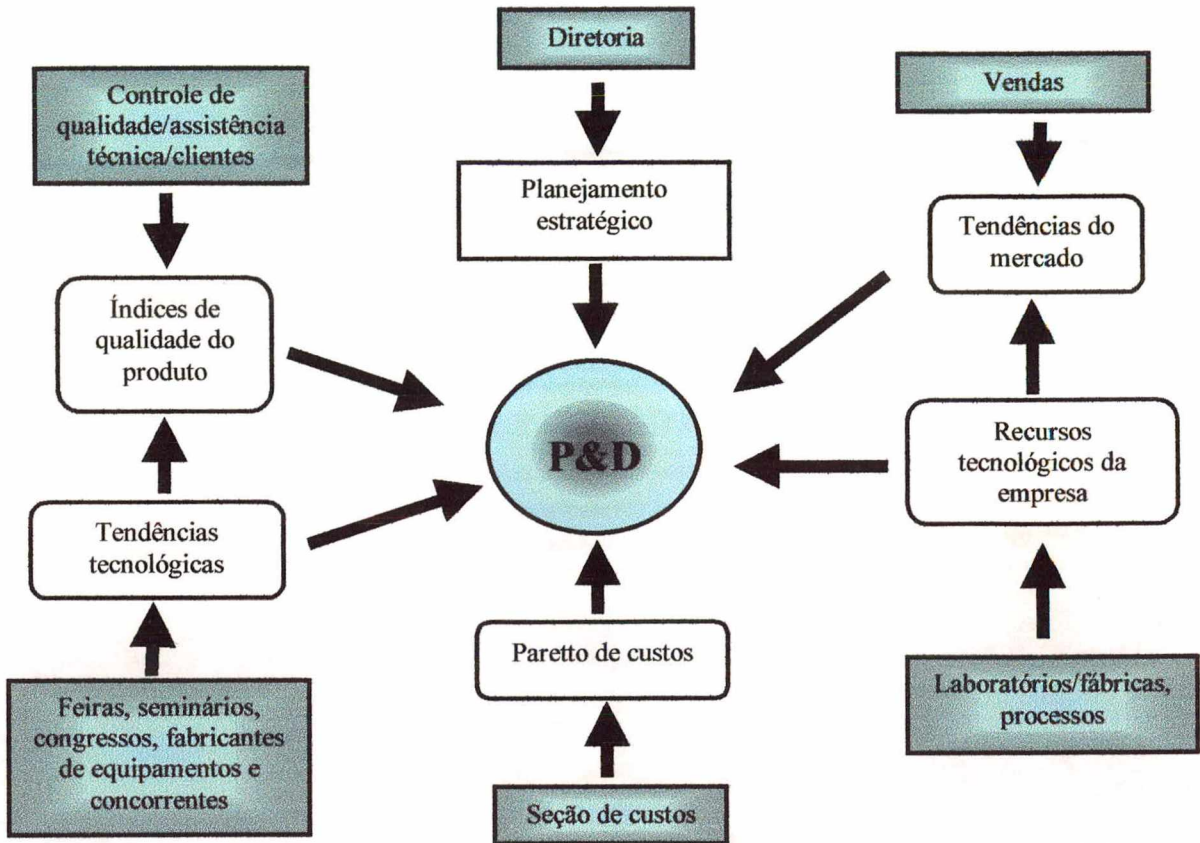 Diretoria
Controle de
qualidade/assistência
técnica/clientes
Vendas
Planejamento
estratégico
Tendências do
mercado
Índices de
qualidade do
produto
P&D
Recursos
tecnológicos da
empresa
Tendências
tecnológicas
Paretto de custos
Laboratórios/fábricas,
processos
Feiras, seminários,
congressos, fabricantes
de equipamentos e
concorrentes
Seção de custos